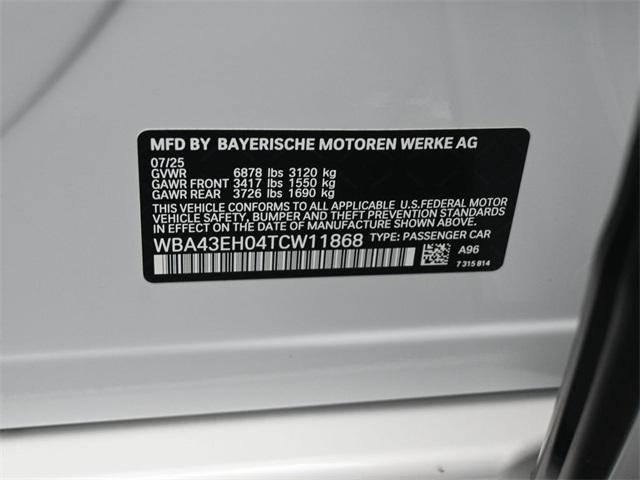 MFD BY BAYERISCHE MOTOREN WERKE AG
07/25
GVWR 6878 lbs 3120 kg
GAWR FRONT 3417 lbs 1550 kg
GAWR REAR 3726 lbs 1690 kg
THIS VEHICLE CONFORMS TO ALL APPLICABLE U.S.FEDERAL MOTOR
VEHICLE SAFETY, BUMPER AND THEFT PREVENTION STANDARDS
IN EFFECT ON THE DATE OF MANUFACTURE SHOWN ABOVE.
WBA43EH04TCW11868 TYPE: PASSENGER CAR
A96
7 315 814